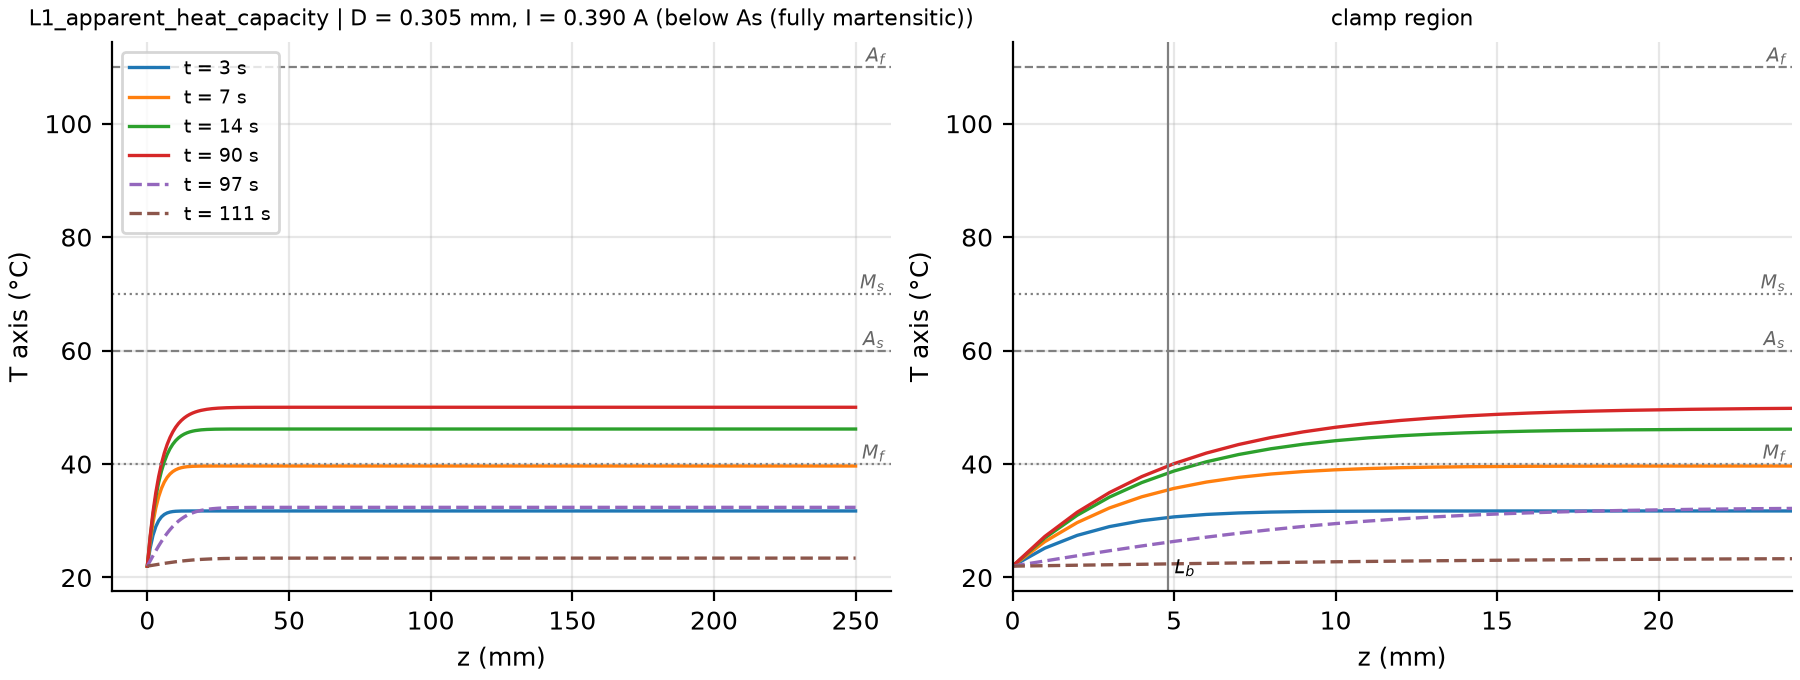 L1_apparent_heat_capacity | D = 0.305 mm, I = 0.390 A (below As (fully martensitic))
clamp region
t = 3 s
t = 7 s
t = 14 s
t = 90 s
t = 97 s
t = 111 s
A_f
M_s
A_s
M_f
100
80
60
40
20
T axis (°C)
0
50
100
150
200
250
z (mm)
A_f
M_s
A_s
M_f
L_b
100
80
60
40
20
T axis (°C)
0
5
10
15
20
z (mm)